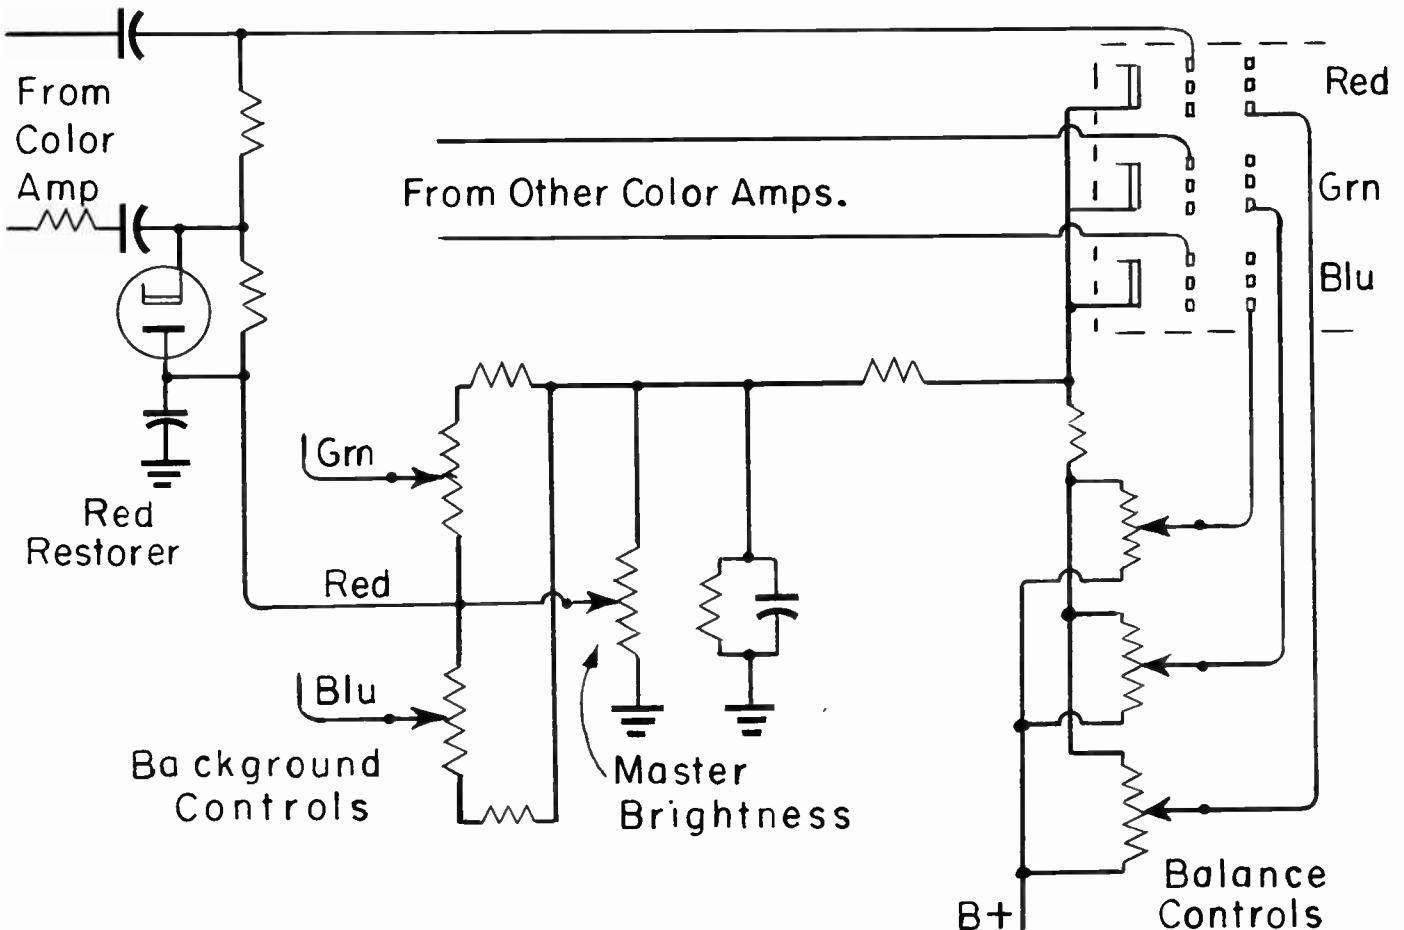 From
Color
Amp
From Other Color Amps.
Red
Grn
Blu
Red
Restorer
Grn
Red
Blu
Background
Controls
Master
Brightness
B+
Balance
Controls